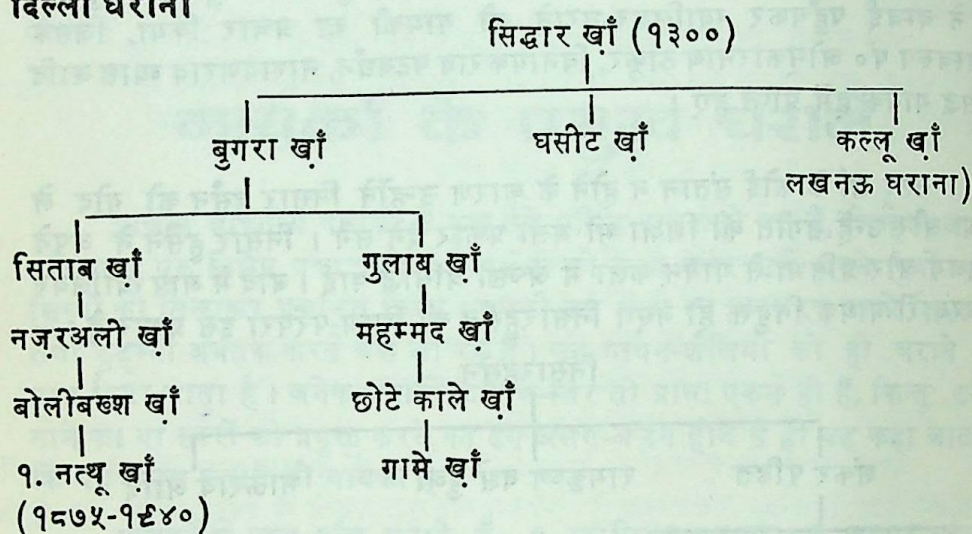 दिल्ली घराना
सिद्धार ख़ाँ (१३००)
बुगरा ख़ाँ घसीट ख़ाँ कल्लू ख़ाँ
लखनऊ घराना)
सिताब ख़ाँ गुलाय ख़ाँ
नज़रअली ख़ाँ महम्मद ख़ाँ
बोलीबख्श ख़ाँ छोटे काले ख़ाँ
१. नत्थू ख़ाँ गामे ख़ाँ
(१८७५-१९४०)